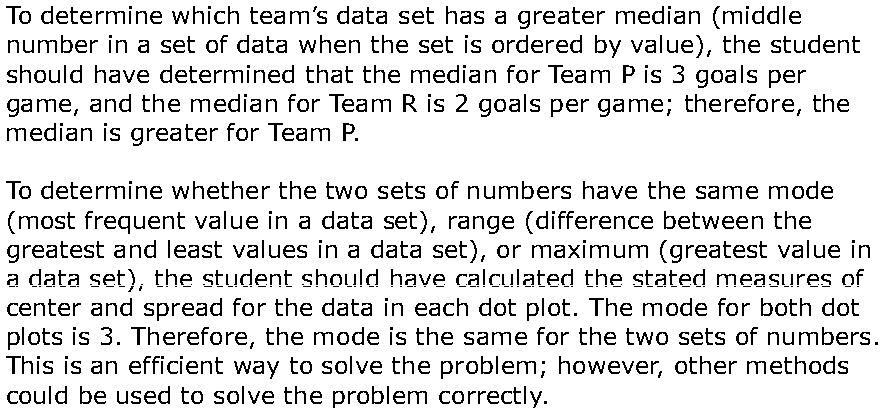 To determine which team’s data set has a greater median (middle
number in a set of data when the set is ordered by value), the student
should have determined that the median for Team P is 3 goals per
game, and the median for Team R is 2 goals per game; therefore, the
median is greater for Team P.
To determine whether the two sets of numbers have the same mode
(most frequent value in a data set), range (difference between the
greatest and least values in a data set), or maximum (greatest value in
a data set), the student should have calculated the stated measures of
center and spread for the data in each dot plot. The mode for both dot
plots is 3. Therefore, the mode is the same for the two sets of numbers.
This is an efficient way to solve the problem; however, other methods
could be used to solve the problem correctly.